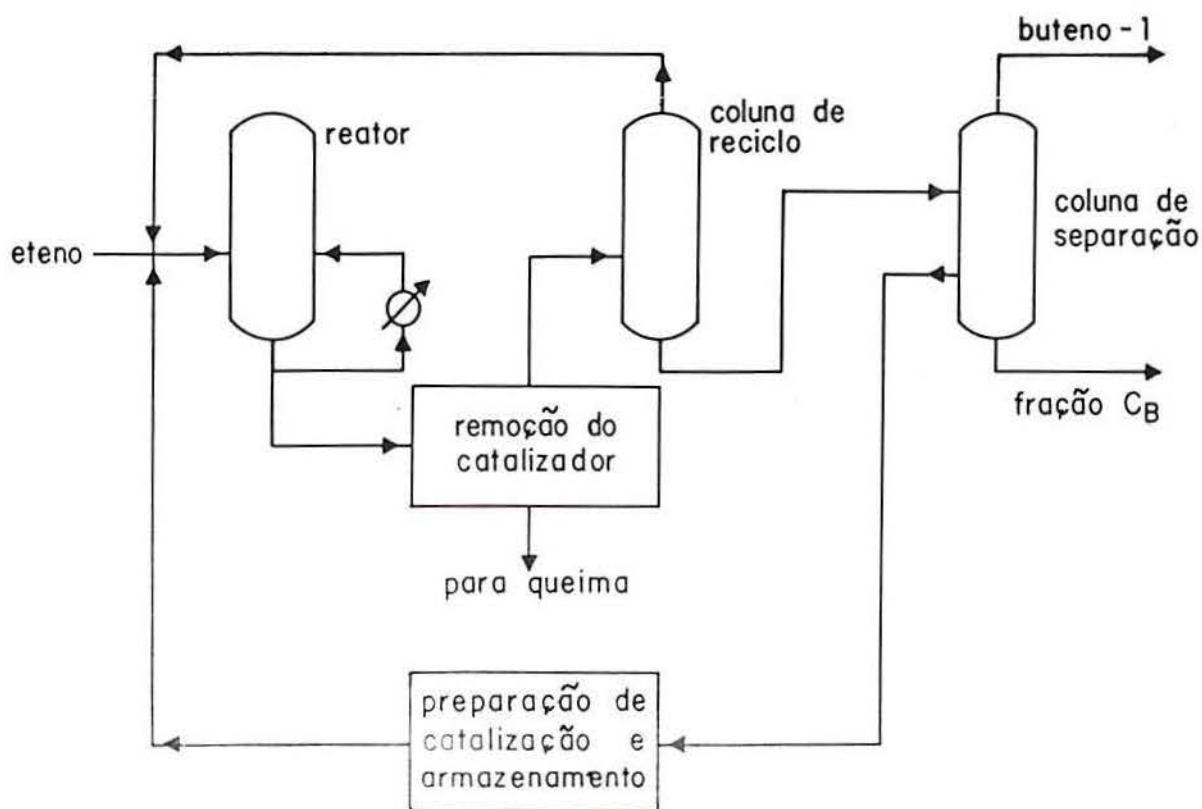 buteno-1
coluna de
reciclo
reator
coluna de
separação
eteno
fração C_B
remoção do
catalizador
para queima
preparação de
catalização e
armazenamento